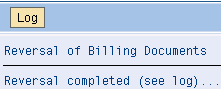 Log
Reversal of Billing Documents
Reversal completed (see log)...